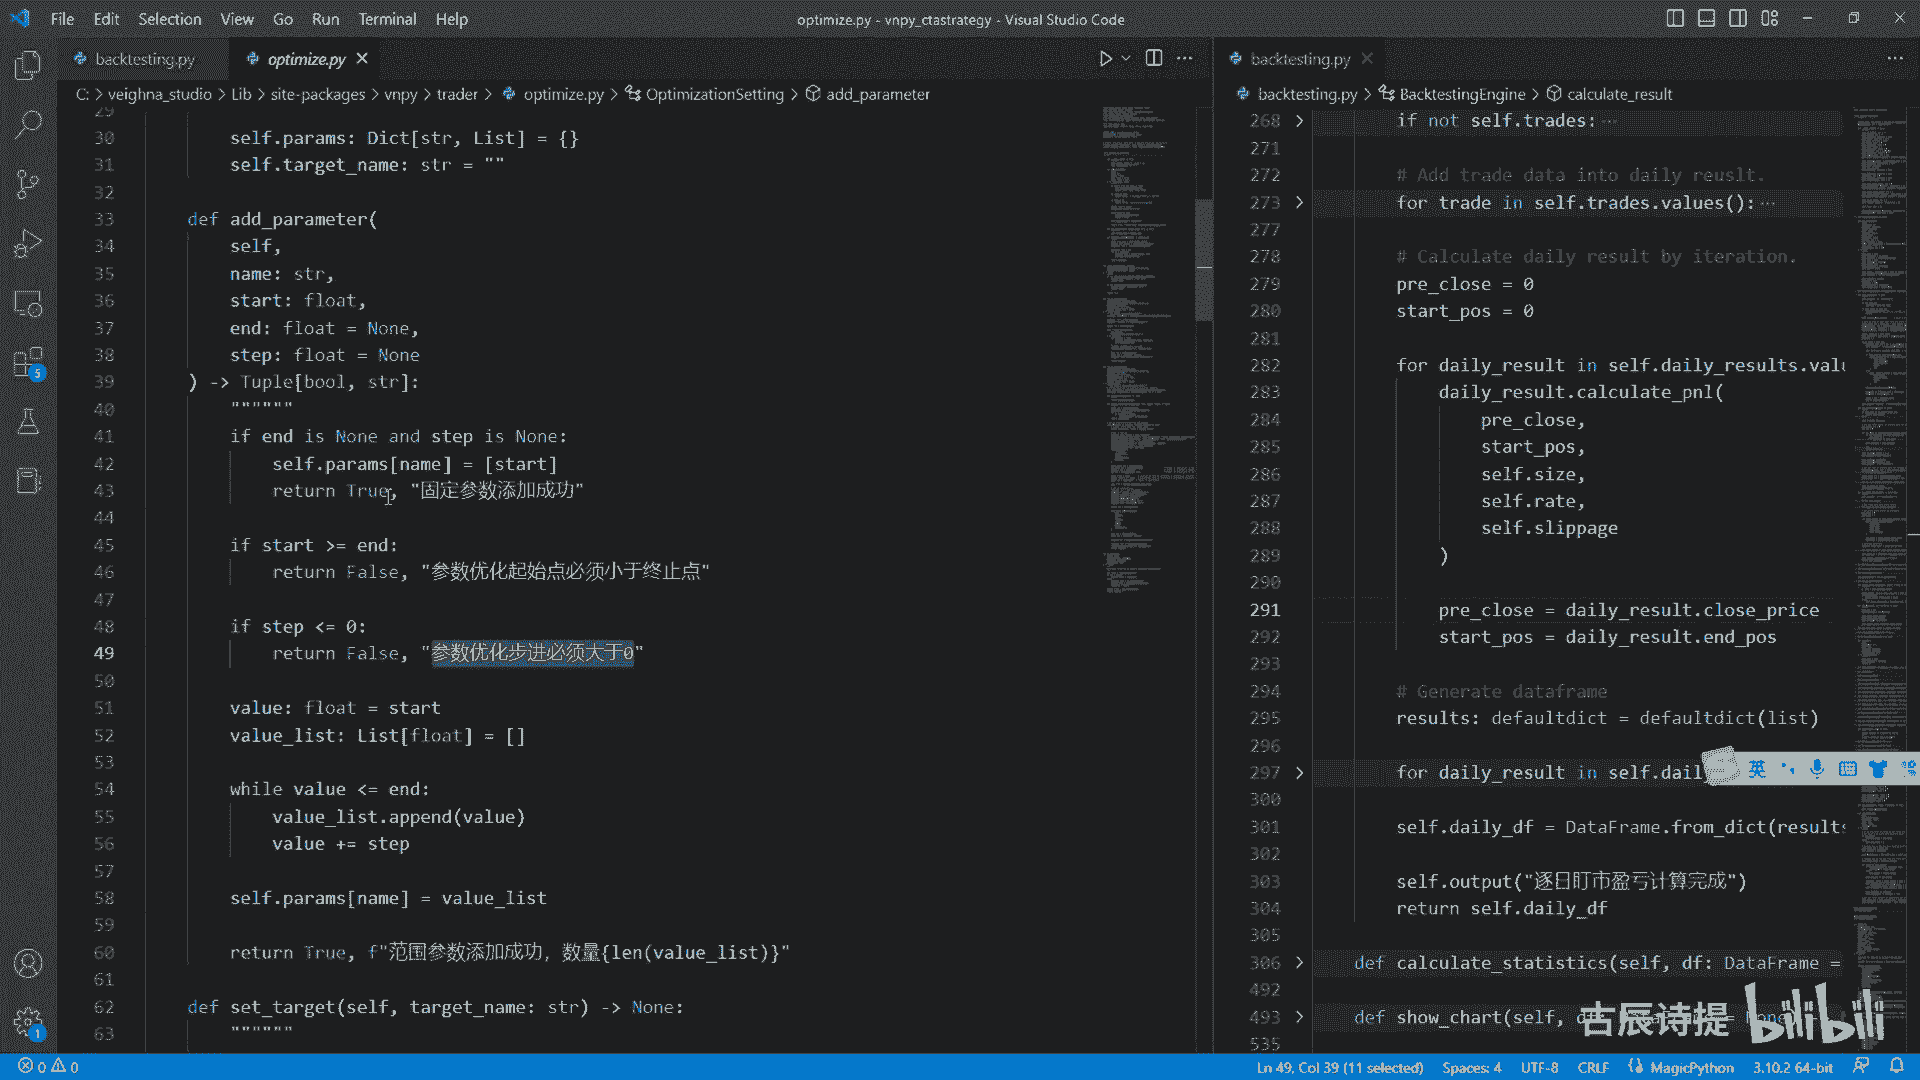 File Edit Selection View Go Run Terminal Help
optimize.py - vnpy_ctastrategy - Visual Studio Code
backtesting.py
optimize.py
C: > veighna_studio > Lib > site-packages > vnpy > trader > optimize.py > OptimizationSetting > add_parameter
29
30 self.params: Dict[str, List] = {}
31 self.target_name: str = ""
32
33 def add_parameter(
34 self,
35 name: str,
36 start: float,
37 end: float = None,
38 step: float = None
39 ) -> Tuple[bool, str]:
40 """"""
41 if end is None and step is None:
42 self.params[name] = [start]
43 return True, "固定参数添加成功"
44
45 if start >= end:
46 return False, "参数优化起始点必须小于终止点"
47
48 if step <= 0:
49 return False, "参数优化步进必须大于0"
50
51 value: float = start
52 value_list: List[float] = []
53
54 while value <= end:
55 value_list.append(value)
56 value += step
57
58 self.params[name] = value_list
59
60 return True, f"范围参数添加成功，数量{len(value_list)}"
61
62 def set_target(self, target_name: str) -> None:
63 """"""
backtesting.py
backtesting.py > BacktestingEngine > calculate_result
268 if not self.trades:
271
272 # Add trade data into daily reuslt.
273 for trade in self.trades.values():
277
278 # Calculate daily result by iteration.
279 pre_close = 0
280 start_pos = 0
281
282 for daily_result in self.daily_results.valu
283 daily_result.calculate_pnl(
284 pre_close,
285 start_pos,
286 self.size,
287 self.rate,
288 self.slippage
289 )
290
291 pre_close = daily_result.close_price
292 start_pos = daily_result.end_pos
293
294 # Generate dataframe
295 results: defaultdict = defaultdict(list)
296
297 for daily_result in self.dail
300
301 self.daily_df = DataFrame.from_dict(results
302
303 self.output("逐日盯市盈亏计算完成")
304 return self.daily_df
305
306 def calculate_statistics(self, df: DataFrame =
492
493 def show_chart(self, d
535
英
5
1
古辰诗提 bilibili
0 0
Ln 49, Col 39 (11 selected) Spaces: 4 UTF-8 CRLF MagicPython 3.10.2 64-bit